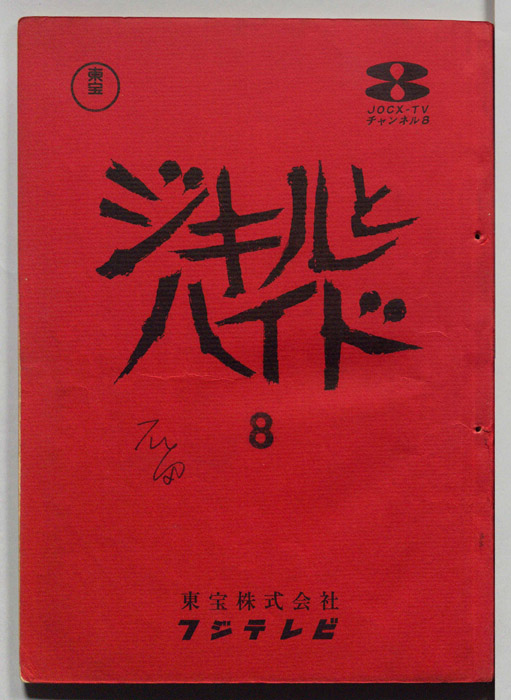 東宝
JOCX-TV
チャンネル8
ジキルと
ハイド
8
東宝株式会社
フジテレビ